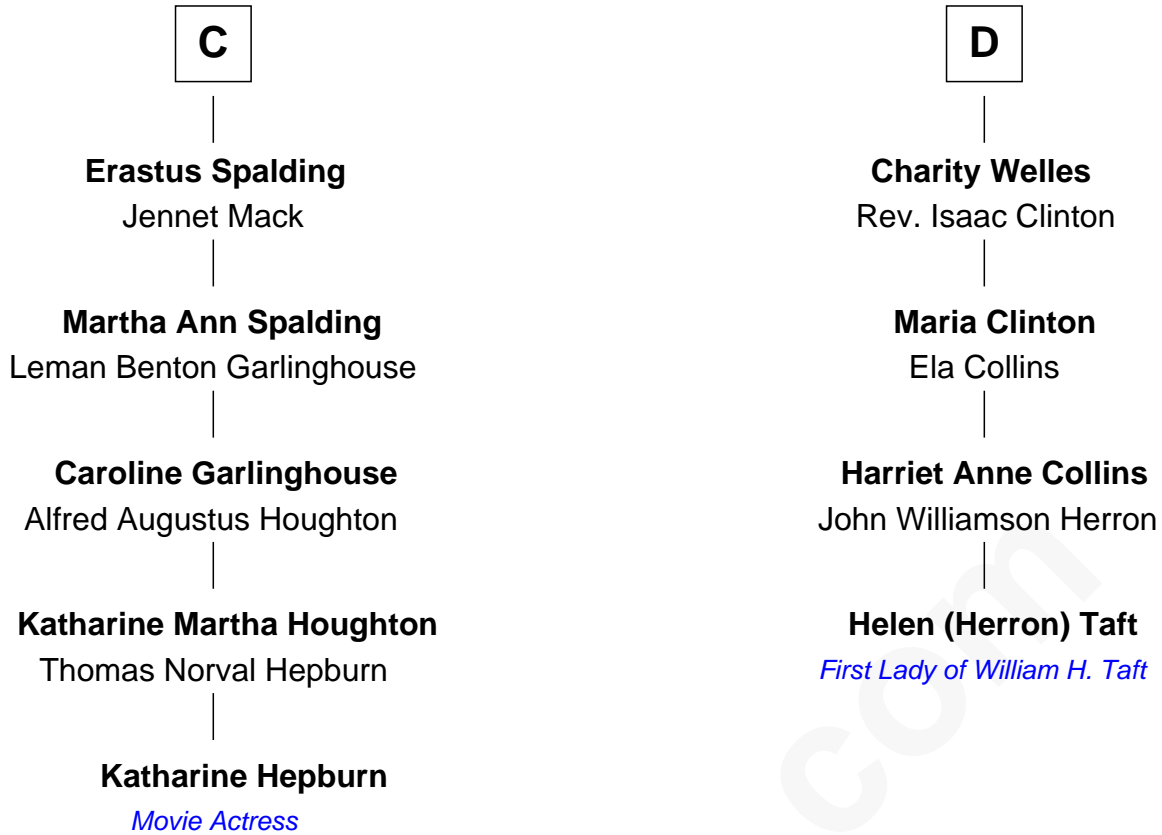 C
Erastus Spalding
Jennet Mack
Martha Ann Spalding
Leman Benton Garlinghouse
Caroline Garlinghouse
Alfred Augustus Houghton
Katharine Martha Houghton
Thomas Norval Hepburn
Katharine Hepburn
Movie Actress
D
Charity Welles
Rev. Isaac Clinton
Maria Clinton
Ela Collins
Harriet Anne Collins
John Williamson Herron
Helen (Herron) Taft
First Lady of William H. Taft
com